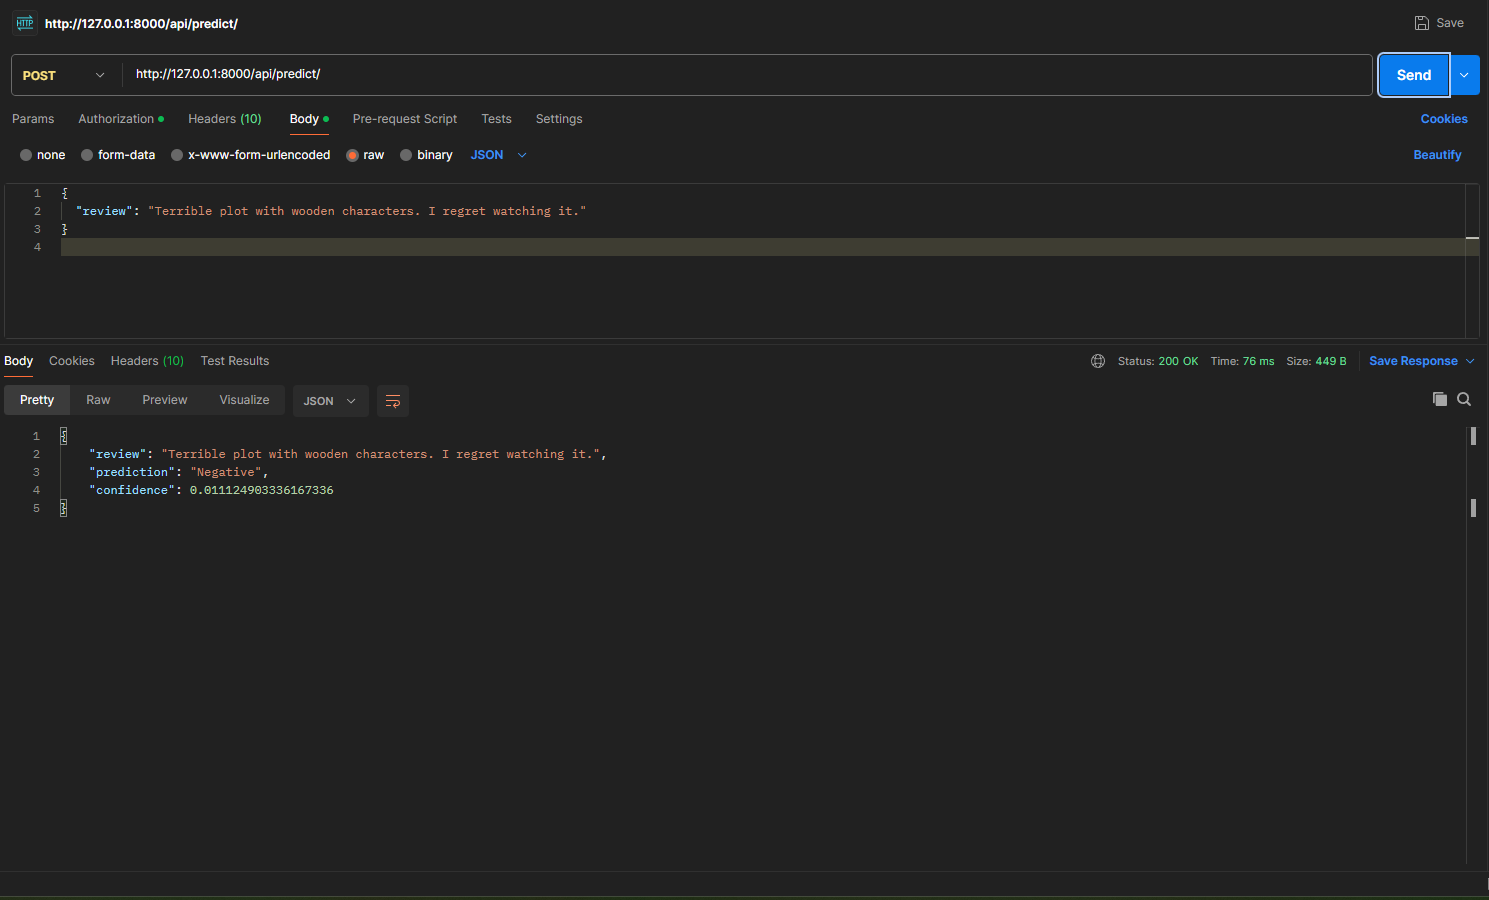 HTTP http://127.0.0.1:8000/api/predict/ Save
POST http://127.0.0.1:8000/api/predict/ Send
Params Authorization Headers (10) Body Pre-request Script Tests Settings Cookies
none form-data x-www-form-urlencoded raw binary JSON Beautify
1 {
2 "review": "Terrible plot with wooden characters. I regret watching it."
3 }
4
Body Cookies Headers (10) Test Results Status: 200 OK Time: 76 ms Size: 449 B Save Response
Pretty Raw Preview Visualize JSON
1 {
2 "review": "Terrible plot with wooden characters. I regret watching it.",
3 "prediction": "Negative",
4 "confidence": 0.011124903336167336
5 }